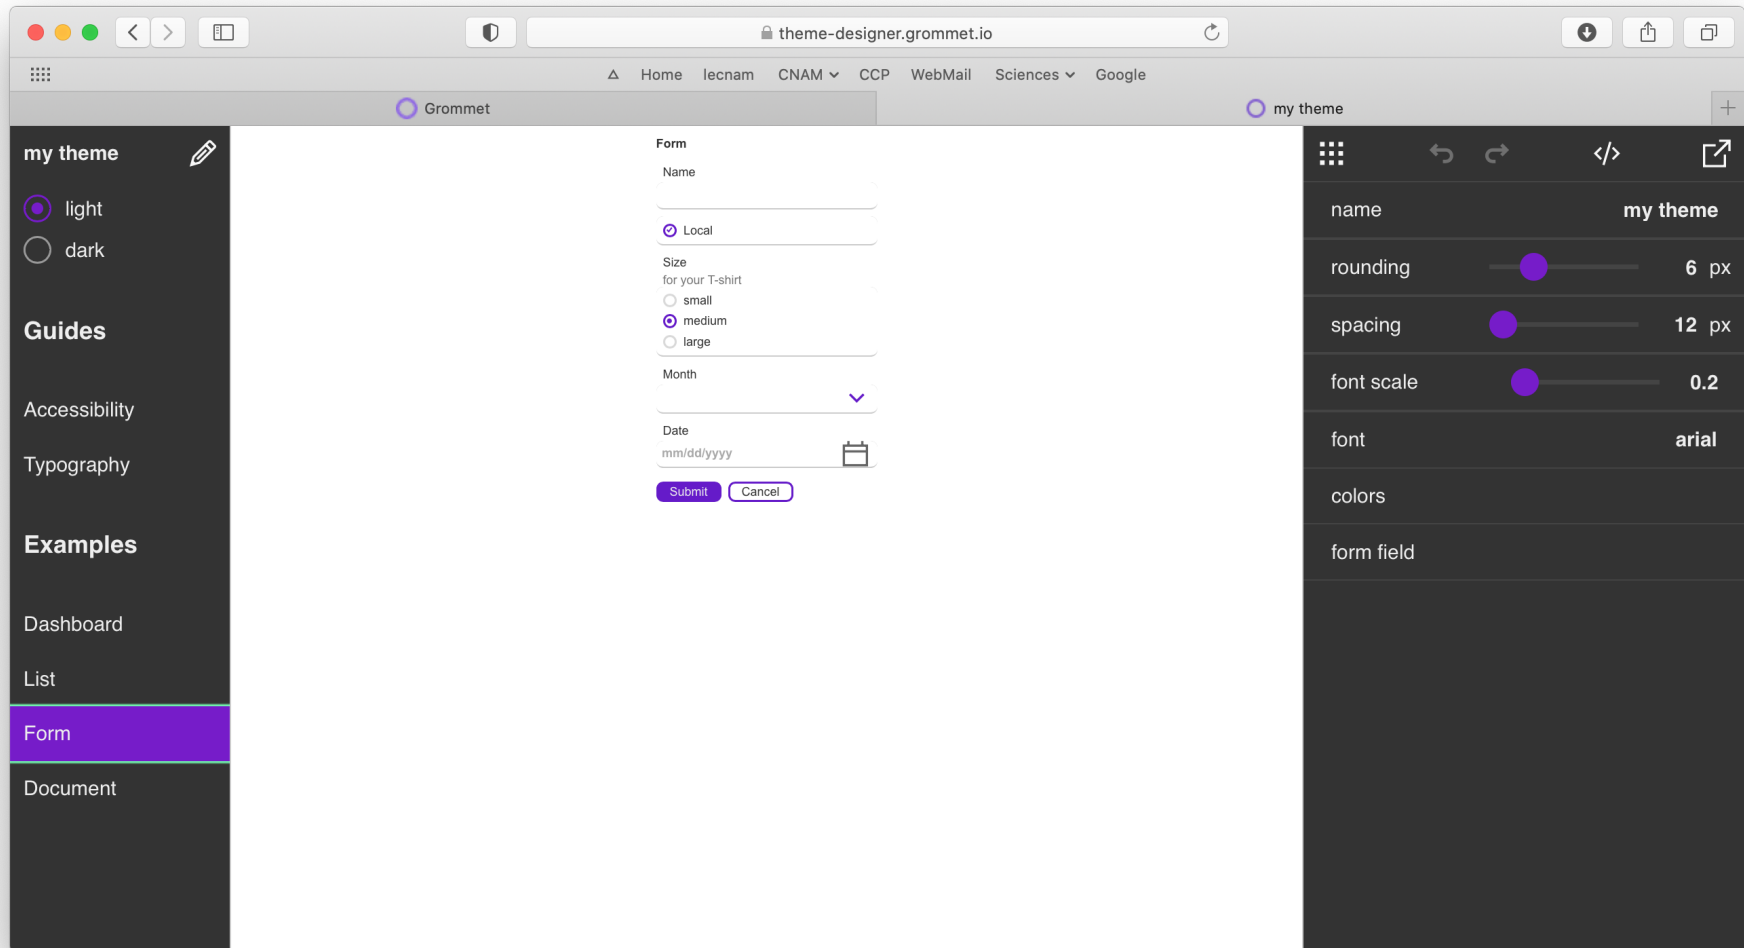 theme-designer.grommet.io
Home lecnam CNAM CCP WebMail Sciences Google
Grommet
my theme
my theme
light
dark
Guides
Accessibility
Typography
Examples
Dashboard
List
Form
Document
Form
Name
Local
Size
for your T-shirt
small
medium
large
Month
Date
mm/dd/yyyy
Submit Cancel
name my theme
rounding 6 px
spacing 12 px
font scale 0.2
font arial
colors
form field